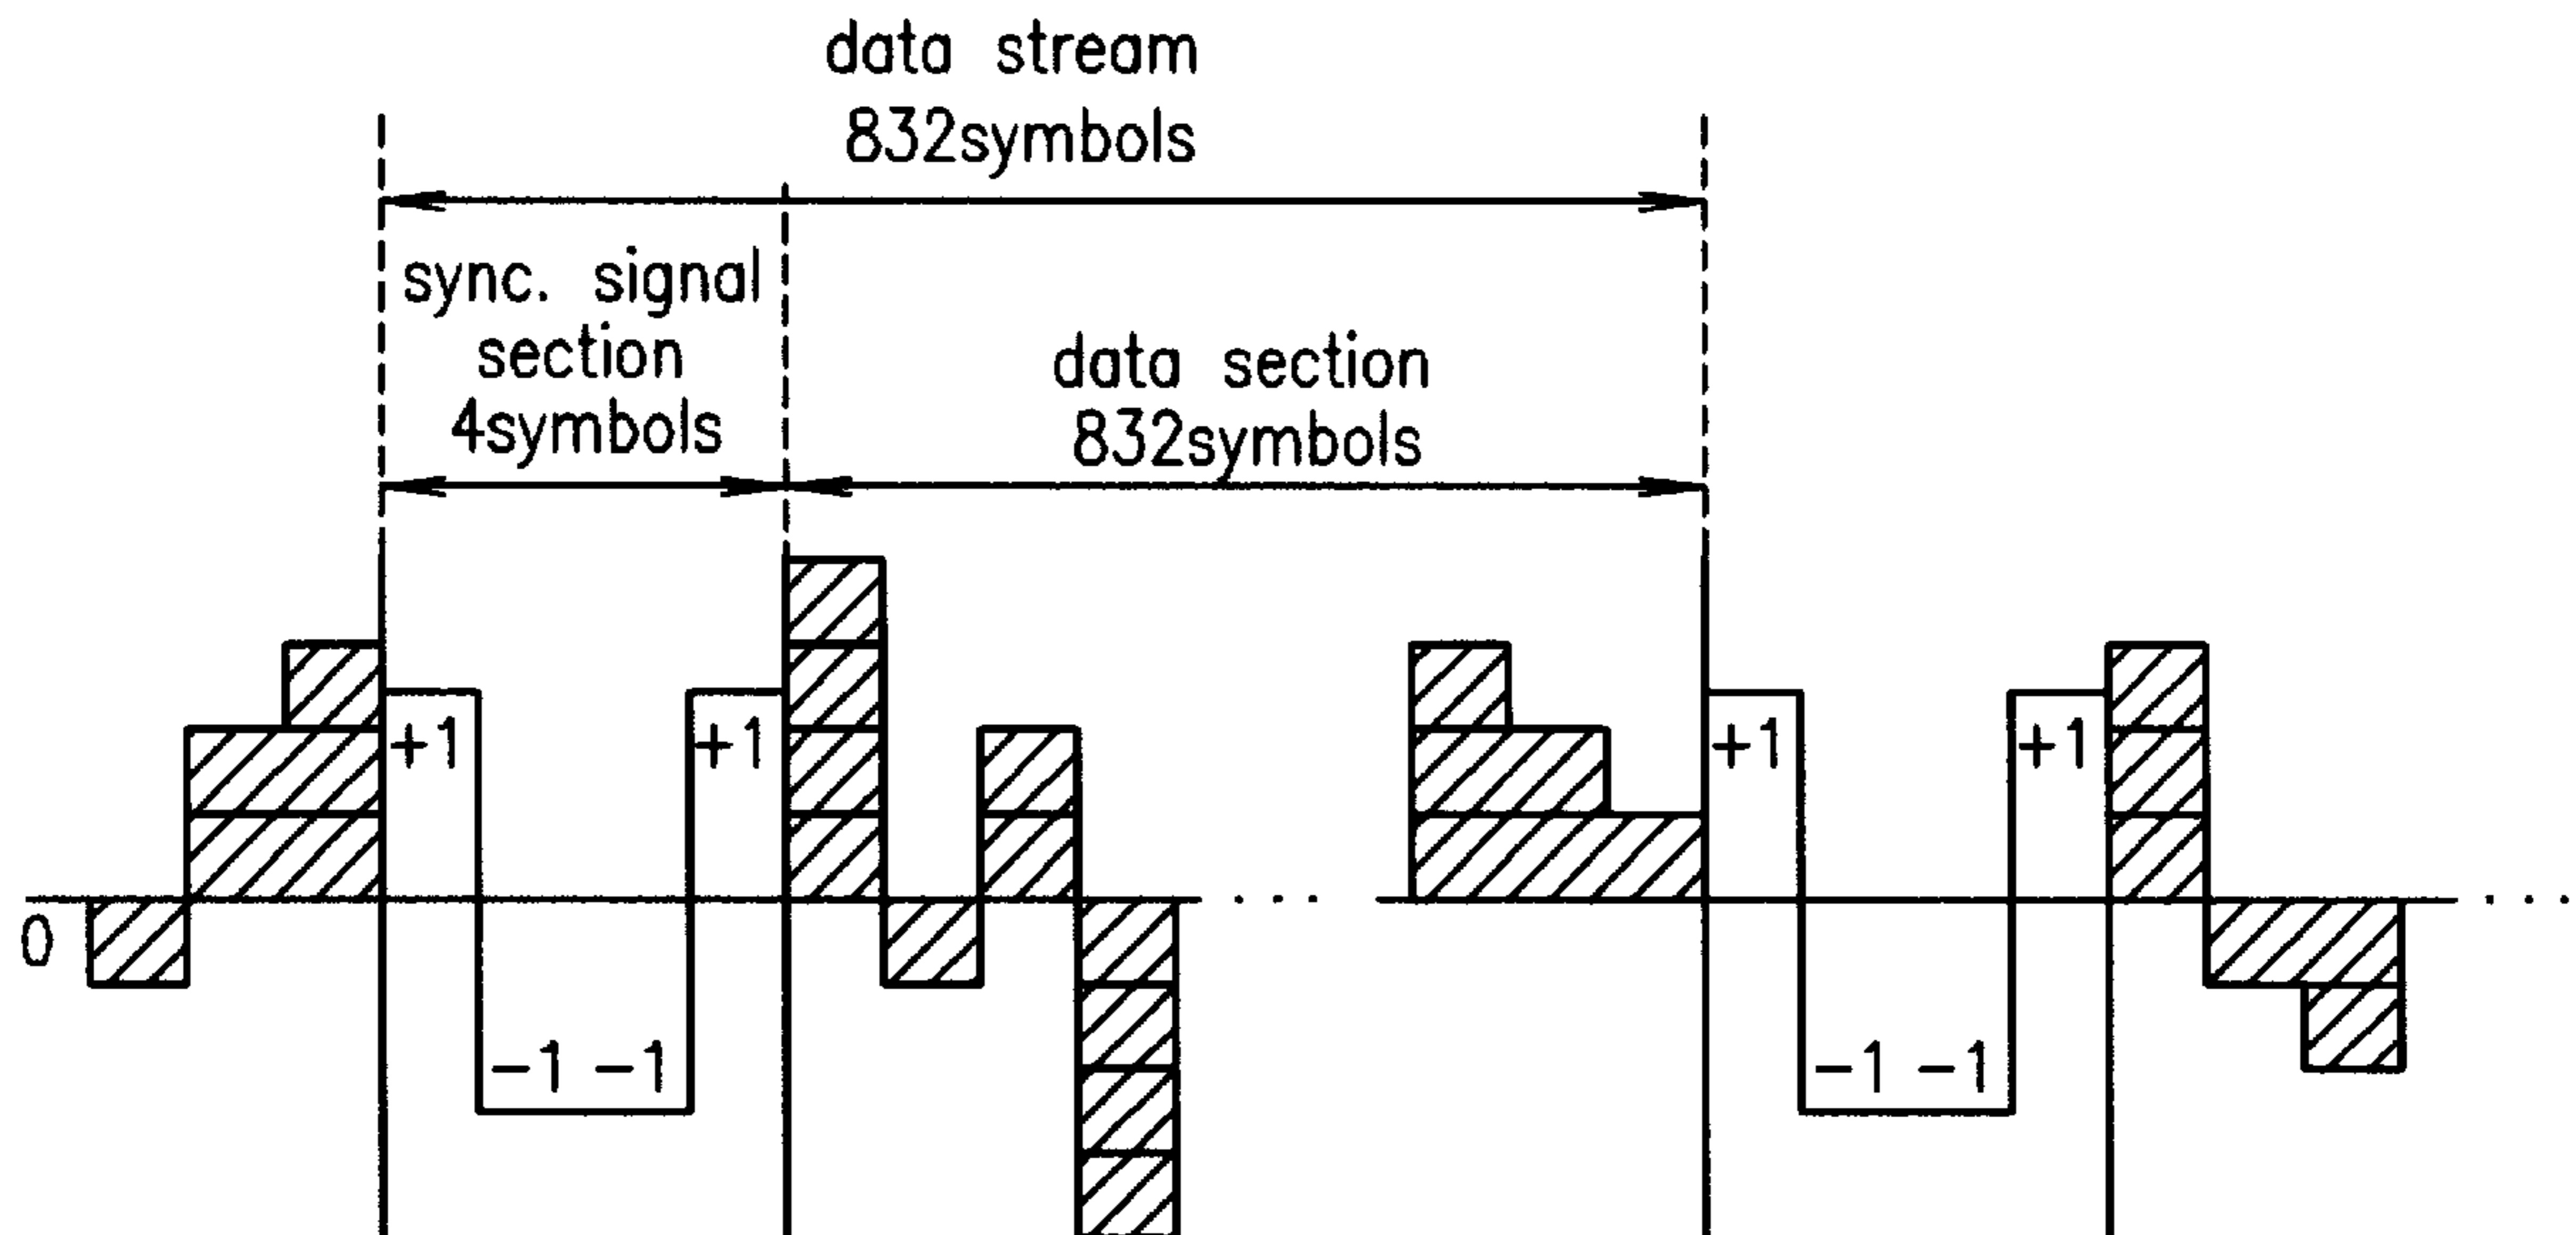 data stream
832symbols
sync. signal
section
4symbols
data section
832symbols
+1 +1 +1 +1
0
-1 -1 -1 -1